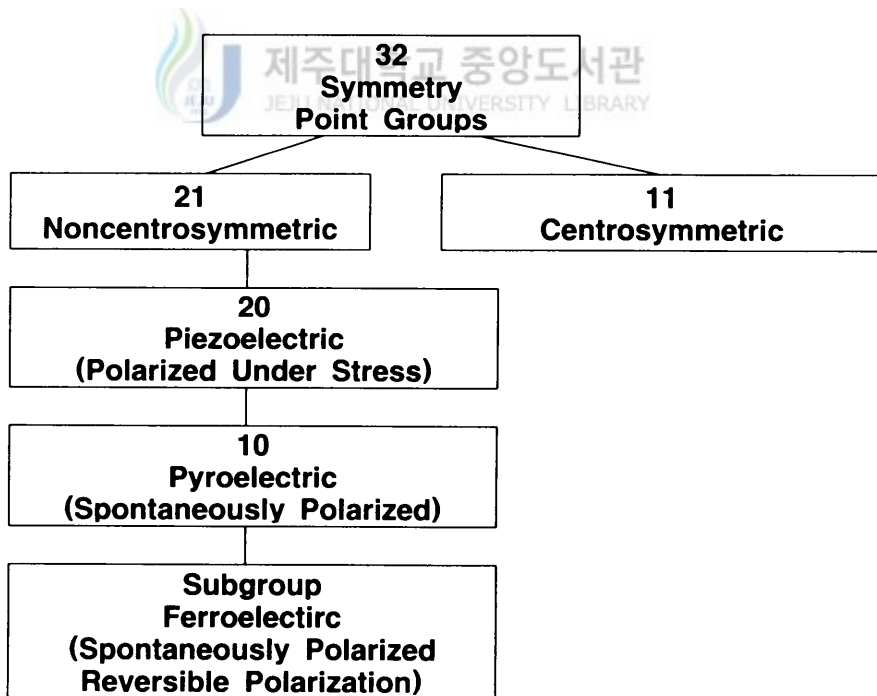 제주대학교 중앙도서관
JEJU NATIONAL UNIVERSITY LIBRARY
32
Symmetry
Point Groups
21
Noncentrosymmetric
11
Centrosymmetric
20
Piezoelectric
(Polarized Under Stress)
10
Pyroelectric
(Spontaneously Polarized)
Subgroup
Ferroelectirc
(Spontaneously Polarized
Reversible Polarization)